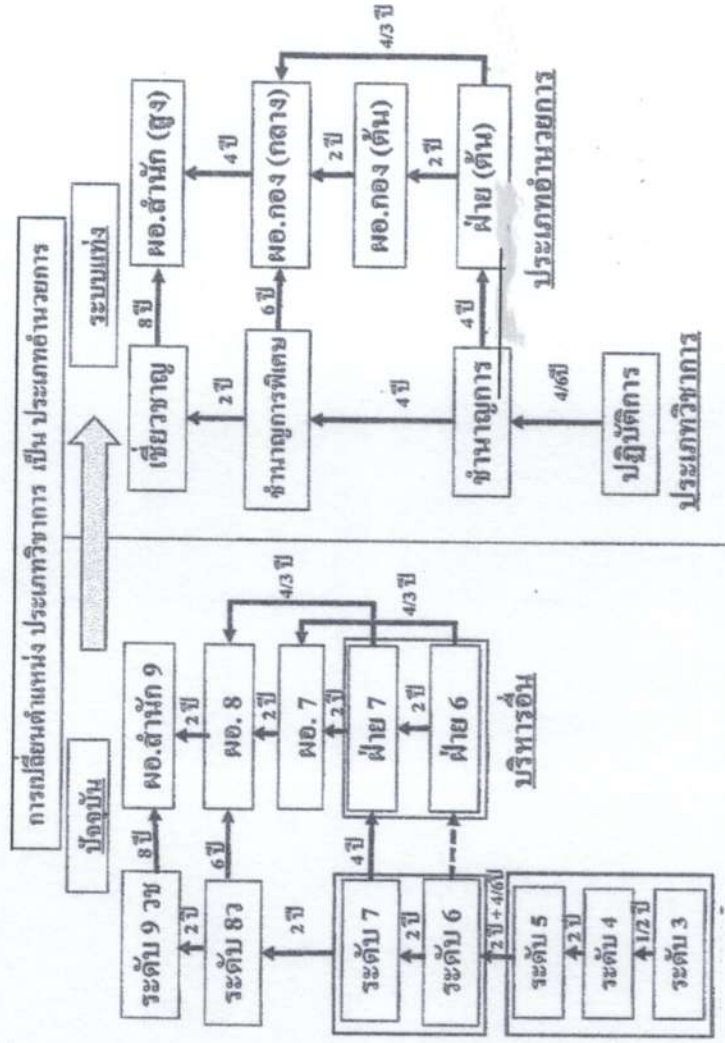 การเปลี่ยนตำแหน่ง ประเภทวิชาการ เป็น ประเภทอำนวยการ
ปัจจุบัน
ระบบแท่ง
ระดับ 9 วช
8 ปี
ผอ.สำนัก 9
2 ปี
2 ปี
ระดับ 8ว
6 ปี
ผอ. 8
2 ปี
2 ปี
ผอ. 7
4/3 ปี
2 ปี
ระดับ 7
4 ปี
ฝ่าย 7
4/3 ปี
2 ปี
2 ปี
ระดับ 6
ฝ่าย 6
2 ปี + 4/6ปี
บริหารอื่น
ระดับ 5
2 ปี
ระดับ 4
1/2 ปี
ระดับ 3
เชี่ยวชาญ
8 ปี
ผอ.สำนัก (สูง)
2 ปี
4 ปี
ชำนาญการพิเศษ
6 ปี
ผอ.กอง (กลาง)
4 ปี
2 ปี
ผอ.กอง (ต้น)
4/3 ปี
2 ปี
ชำนาญการ
4 ปี
ฝ่าย (ต้น)
4/6ปี
ประเภทอำนวยการ
ปฏิบัติการ
ประเภทวิชาการ